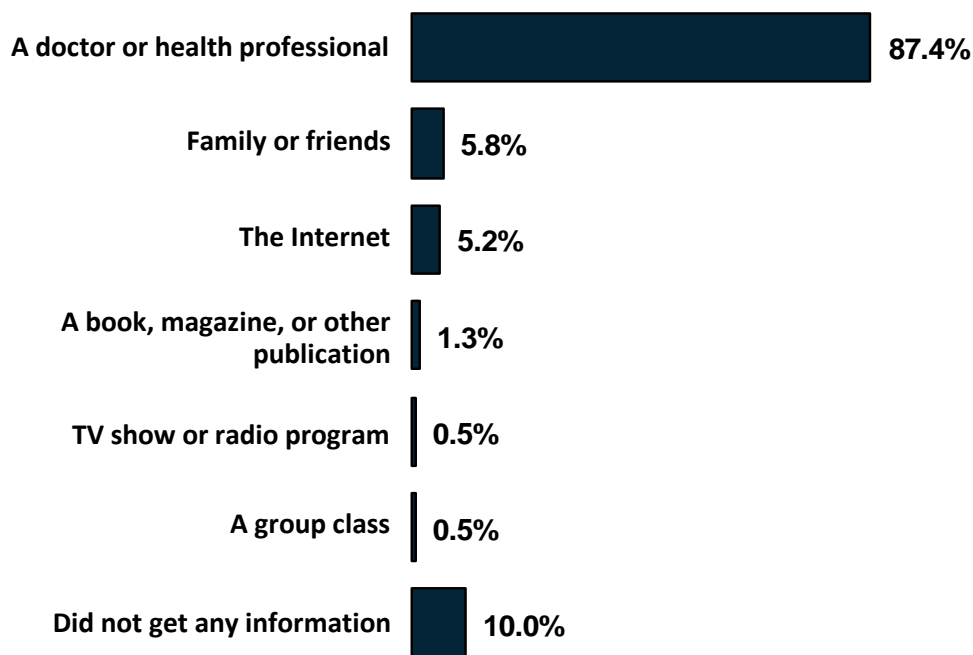 A doctor or health professional 87.4%
Family or friends 5.8%
The Internet 5.2%
A book, magazine, or other
publication 1.3%
TV show or radio program 0.5%
A group class 0.5%
Did not get any information 10.0%